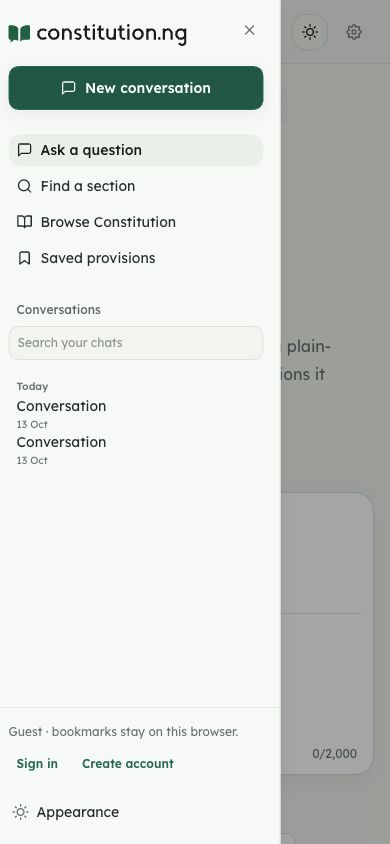 constitution.ng
New conversation
Ask a question
Find a section
Browse Constitution
Saved provisions
Conversations
Search your chats
Today
Conversation
13 Oct
Conversation
13 Oct
plain-
ions it
0/2,000
Guest · bookmarks stay on this browser.
Sign in Create account
Appearance